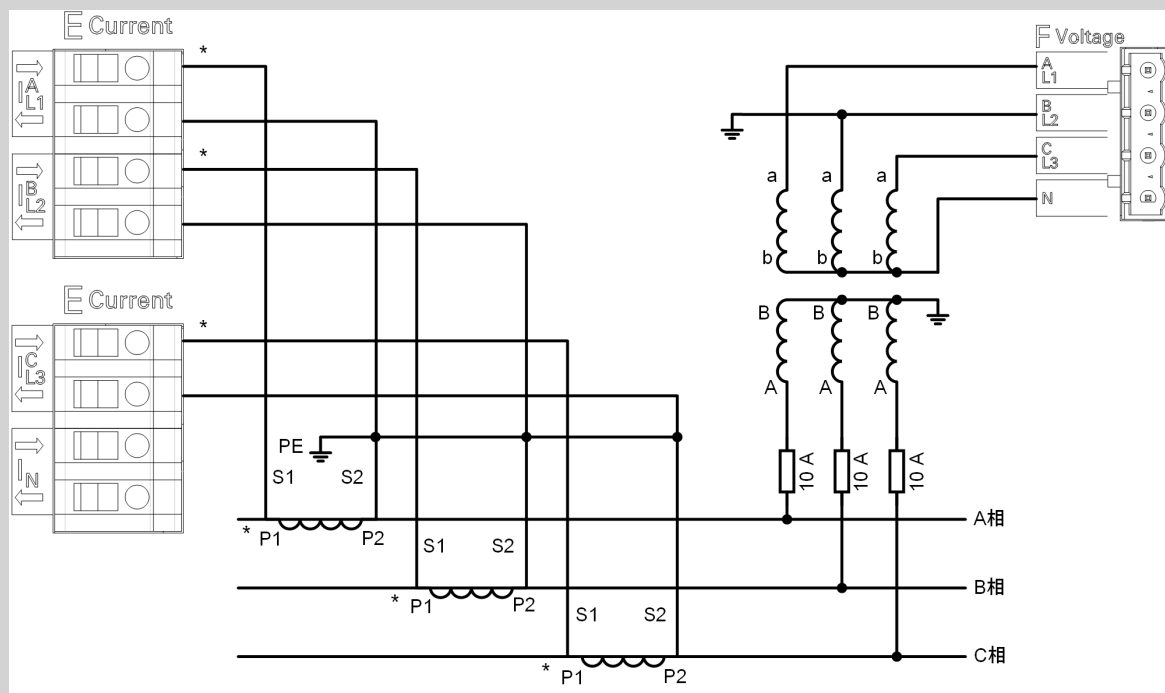 E Current
*
I A L1
*
I B L2
E Current
*
I C L3
I N
F Voltage
A L1
B L2
C L3
N
a a a
b b b
B B B
A A A
10 A 10 A 10 A
PE
S1 S2
* P1 P2
A相
S1 S2
* P1 P2
B相
S1 S2
* P1 P2
C相